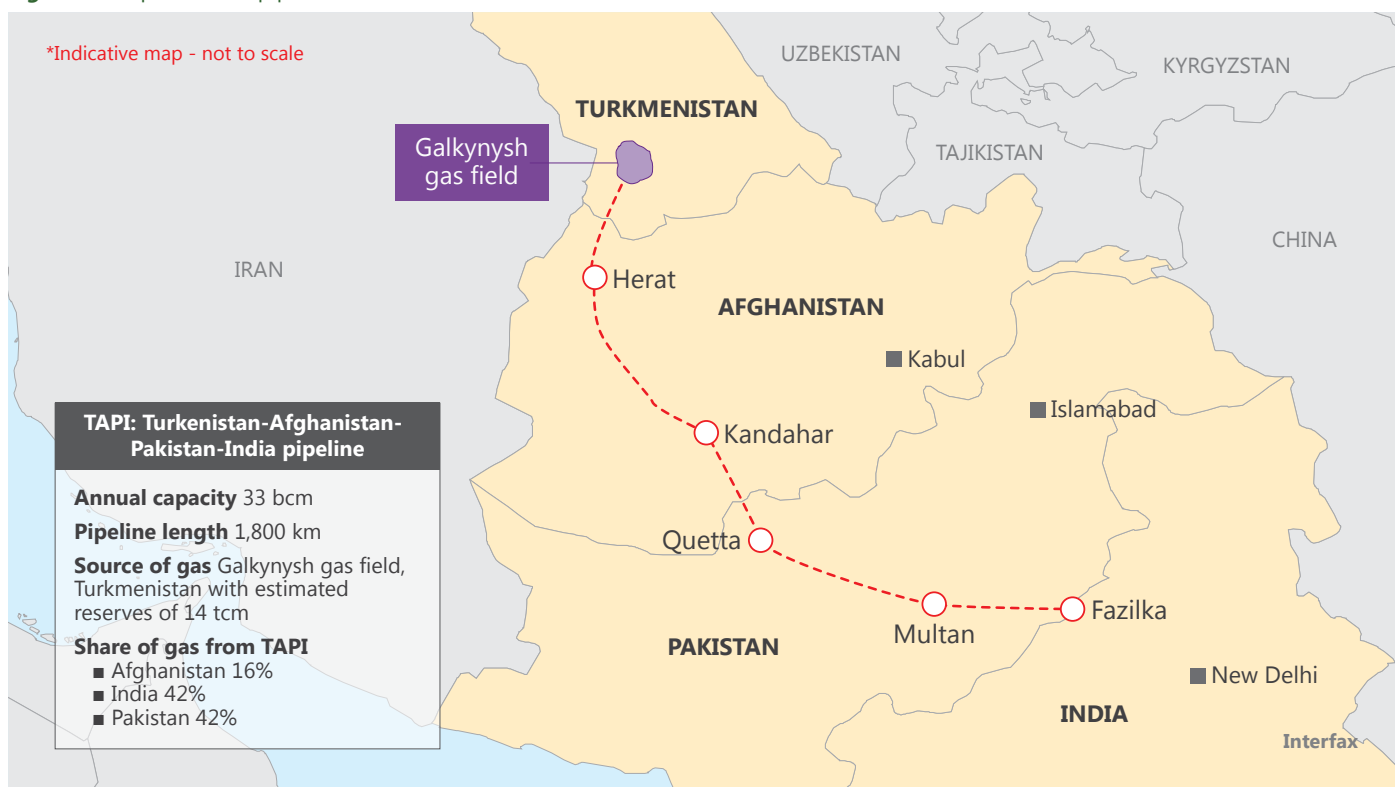 *Indicative map - not to scale
UZBEKISTAN
KYRGYZSTAN
TURKMENISTAN
Galkynysh
gas field
TAJIKISTAN
CHINA
IRAN
Herat
AFGHANISTAN
Kabul
Islamabad
Kandahar
Quetta
Multan
Fazilka
PAKISTAN
New Delhi
INDIA
Interfax
TAPI: Turkenistan-Afghanistan-
Pakistan-India pipeline
Annual capacity 33 bcm
Pipeline length 1,800 km
Source of gas Galkynysh gas field,
Turkmenistan with estimated
reserves of 14 tcm
Share of gas from TAPI
■ Afghanistan 16%
■ India 42%
■ Pakistan 42%